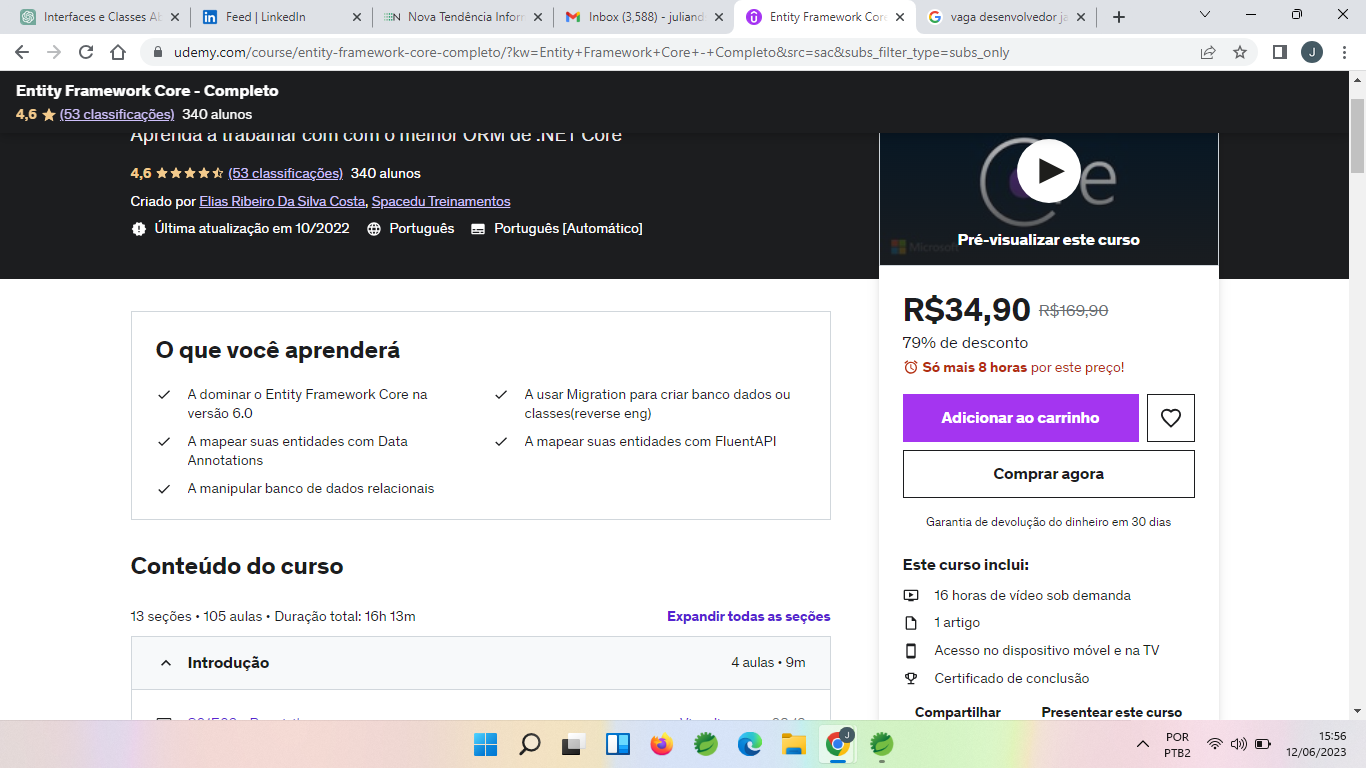 Interfaces e Classes Ab
Feed | LinkedIn
Nova Tendência Inform
Inbox (3,588) - juliando
Entity Framework Core
vaga desenvolvedor ja
udemy.com/course/entity-framework-core-completo/?kw=Entity+Framework+Core+-+Completo&src=sac&subs_filter_type=subs_only
J
Entity Framework Core - Completo
4,6 (53 classificações) 340 alunos
Aprenda a trabalhar com com o melhor ORM de .NET Core
4,6 (53 classificações) 340 alunos
Criado por Elias Ribeiro Da Silva Costa, Spacedu Treinamentos
Última atualização em 10/2022 Português Português [Automático]
Core
Microsoft
Pré-visualizar este curso
R$34,90 R$169,90
79% de desconto
Só mais 8 horas por este preço!
Adicionar ao carrinho
Comprar agora
Garantia de devolução do dinheiro em 30 dias
Este curso inclui:
16 horas de vídeo sob demanda
1 artigo
Acesso no dispositivo móvel e na TV
Certificado de conclusão
Compartilhar Presentear este curso
O que você aprenderá
A dominar o Entity Framework Core na
versão 6.0
A mapear suas entidades com Data
Annotations
A manipular banco de dados relacionais
A usar Migration para criar banco dados ou
classes(reverse eng)
A mapear suas entidades com FluentAPI
Conteúdo do curso
13 seções • 105 aulas • Duração total: 16h 13m
Expandir todas as seções
Introdução
4 aulas • 9m
J
POR
PTB2
15:56
12/06/2023